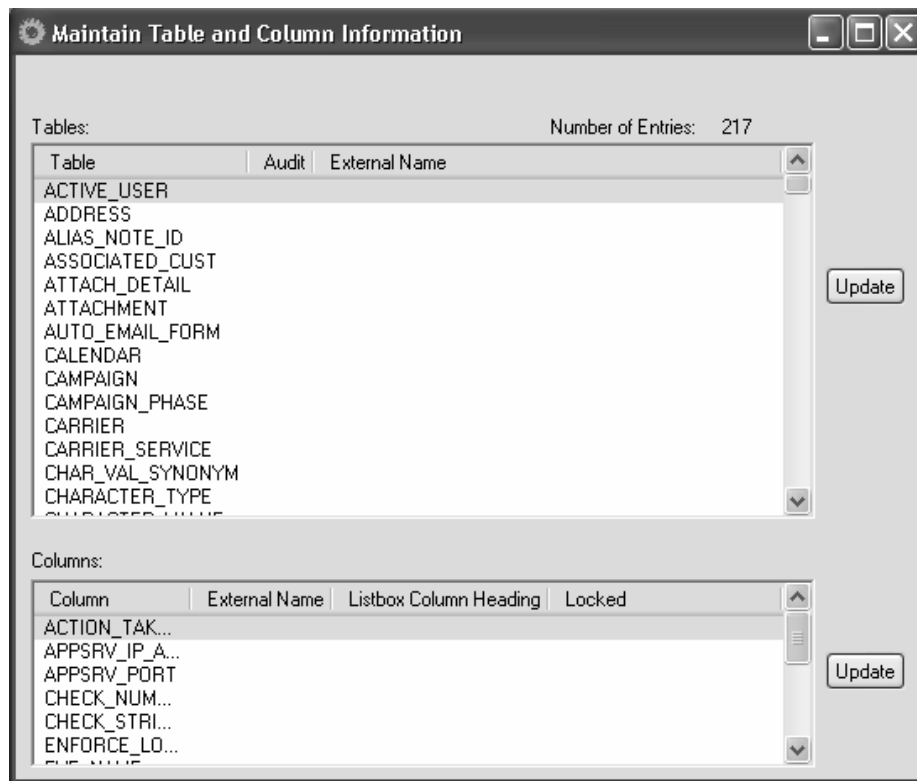 Maintain Table and Column Information
Tables: Number of Entries: 217
Table Audit External Name
ACTIVE_USER
ADDRESS
ALIAS_NOTE_ID
ASSOCIATED_CUST
ATTACH_DETAIL
ATTACHMENT
Update
AUTO_EMAIL_FORM
CALENDAR
CAMPAIGN
CAMPAIGN_PHASE
CARRIER
CARRIER_SERVICE
CHAR_VAL_SYNONYM
CHARACTER_TYPE
Columns:
Column External Name Listbox Column Heading Locked
ACTION_TAK...
APPSRV_IP_A...
APPSRV_PORT
Update
CHECK_NUM...
CHECK_STRI...
ENFORCE_LO...